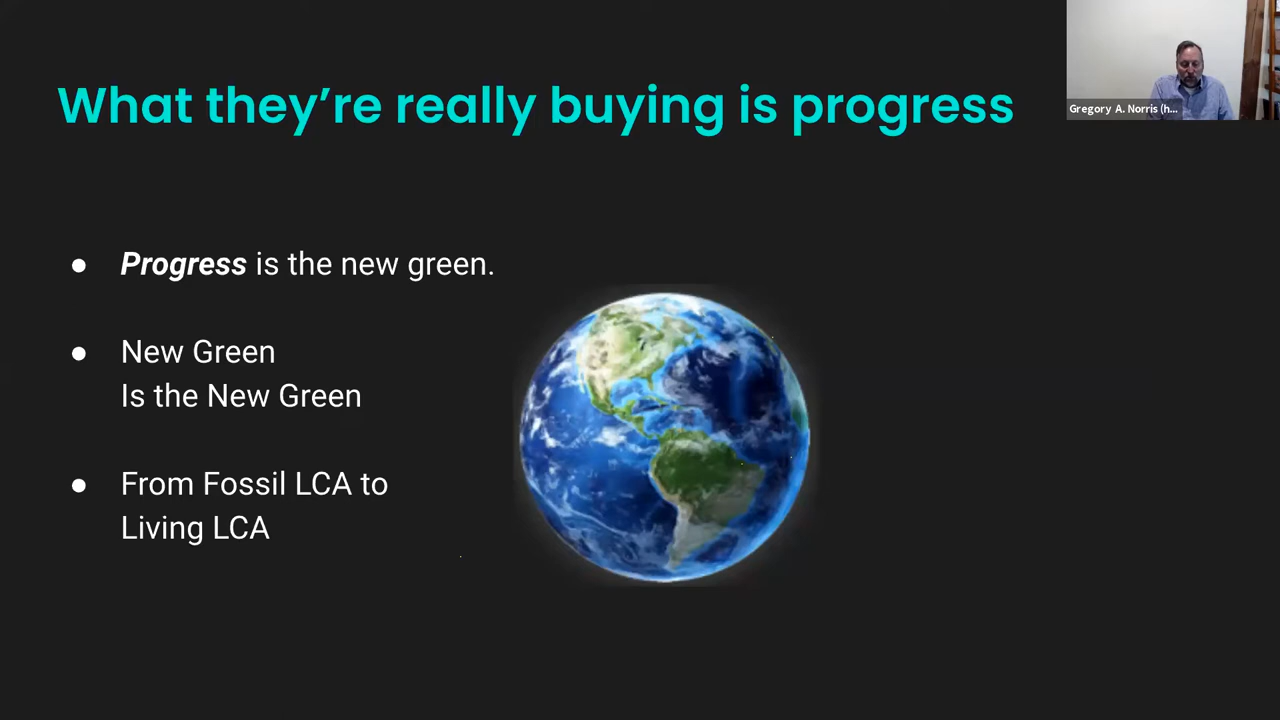 What they’re really buying is progress
Gregory A. Norris (h...
● Progress is the new green.
● New Green
Is the New Green
● From Fossil LCA to
Living LCA